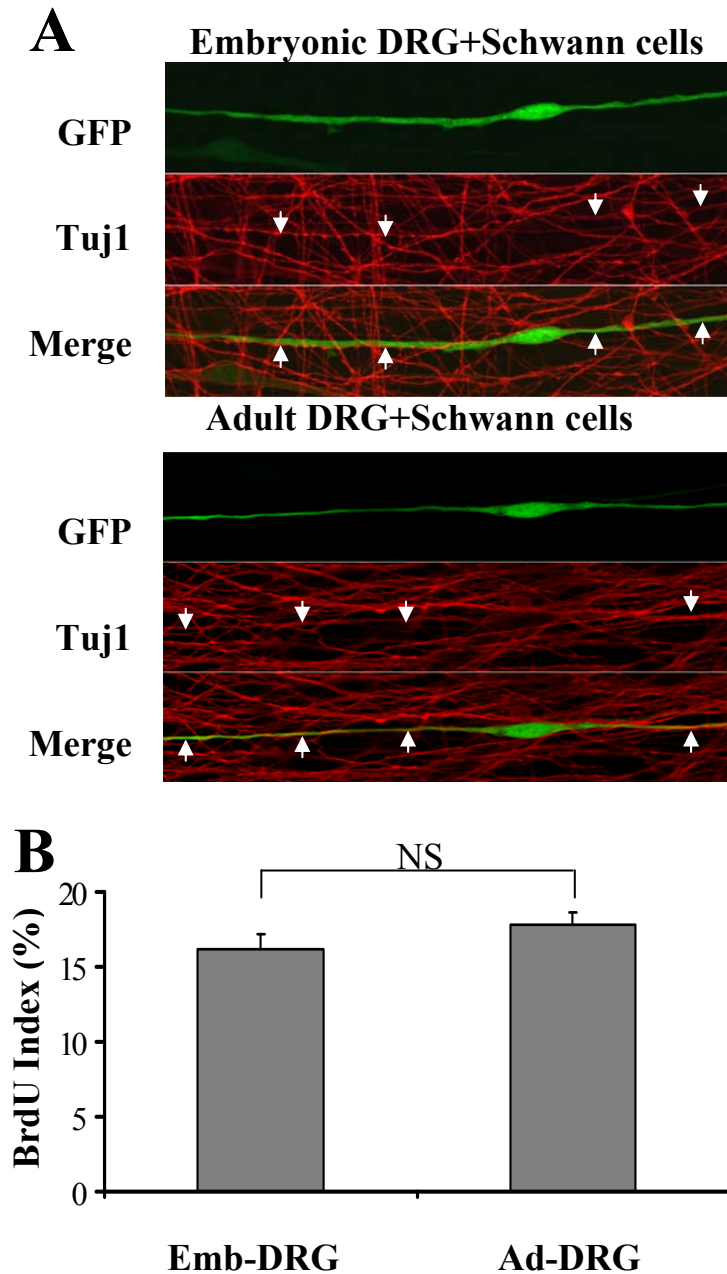 A
Embryonic DRG+Schwann cells
GFP
Tuj1
Merge
Adult DRG+Schwann cells
GFP
Tuj1
Merge
B
NS
BrdU Index (%)
20
15
10
5
0
Emb-DRG
Ad-DRG